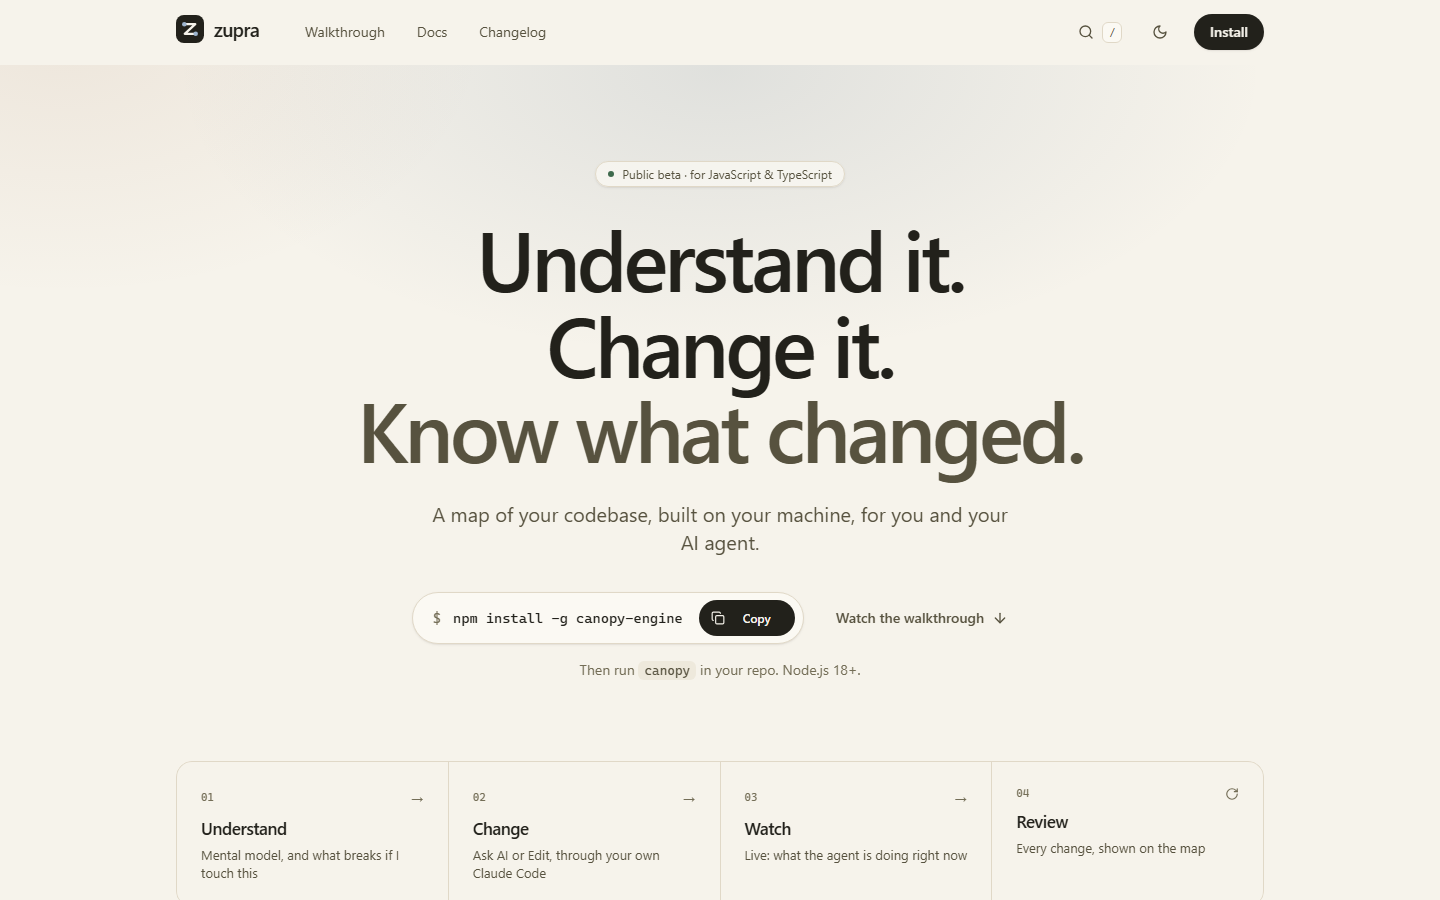 zupra
Walkthrough
Docs
Changelog
/
Install
Public beta · for JavaScript & TypeScript
Understand it.
Change it.
Know what changed.
A map of your codebase, built on your machine, for you and your
AI agent.
$ npm install -g canopy-engine
Copy
Watch the walkthrough ↓
Then run canopy in your repo. Node.js 18+.
01 →
Understand
Mental model, and what breaks if I
touch this
02 →
Change
Ask AI or Edit, through your own
Claude Code
03 →
Watch
Live: what the agent is doing right now
04
Review
Every change, shown on the map